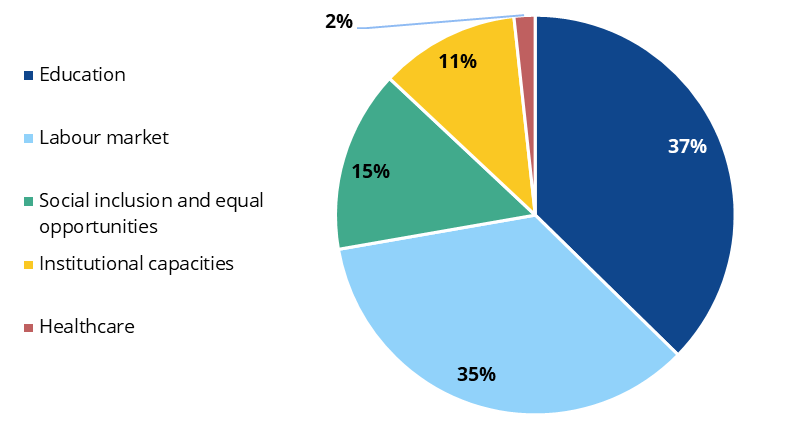 Education
Labour market
Social inclusion and equal
opportunities
Institutional capacities
Healthcare
2%
11%
37%
15%
35%